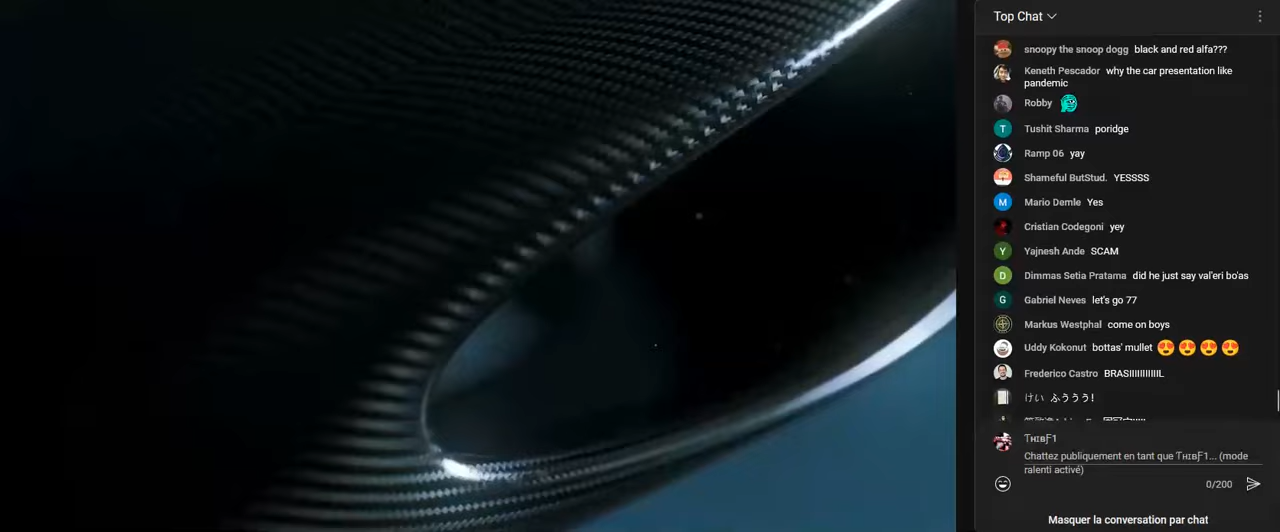 Top Chat
snoopy the snoop dogg black and red alfa???
Keneth Pescador why the car presentation like
pandemic
Robby
T Tushit Sharma poridge
Ramp 06 yay
Shameful ButStud. YESSSS
M Mario Demle Yes
Cristian Codegoni yey
Y Yajnesh Ande SCAM
D Dimmas Setia Pratama did he just say val'eri bo'as
G Gabriel Neves let's go 77
Markus Westphal come on boys
Uddy Kokonut bottas' mullet 😍😍😍😍
Frederico Castro BRASIIIIIIIIIIIL
けい ふううう!
ƬʜɪʙƑ1
Chattez publiquement en tant que ƬʜɪʙƑ1... (mode
ralenti activé)
0/200
Masquer la conversation par chat